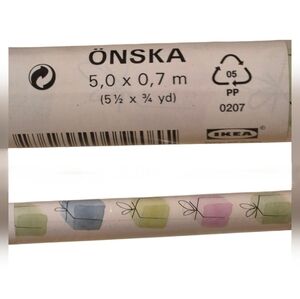 ÖNSKA
5,0 x 0,7 m
(5 ½ x ¾ yd)
05
PP
0207
IKEA